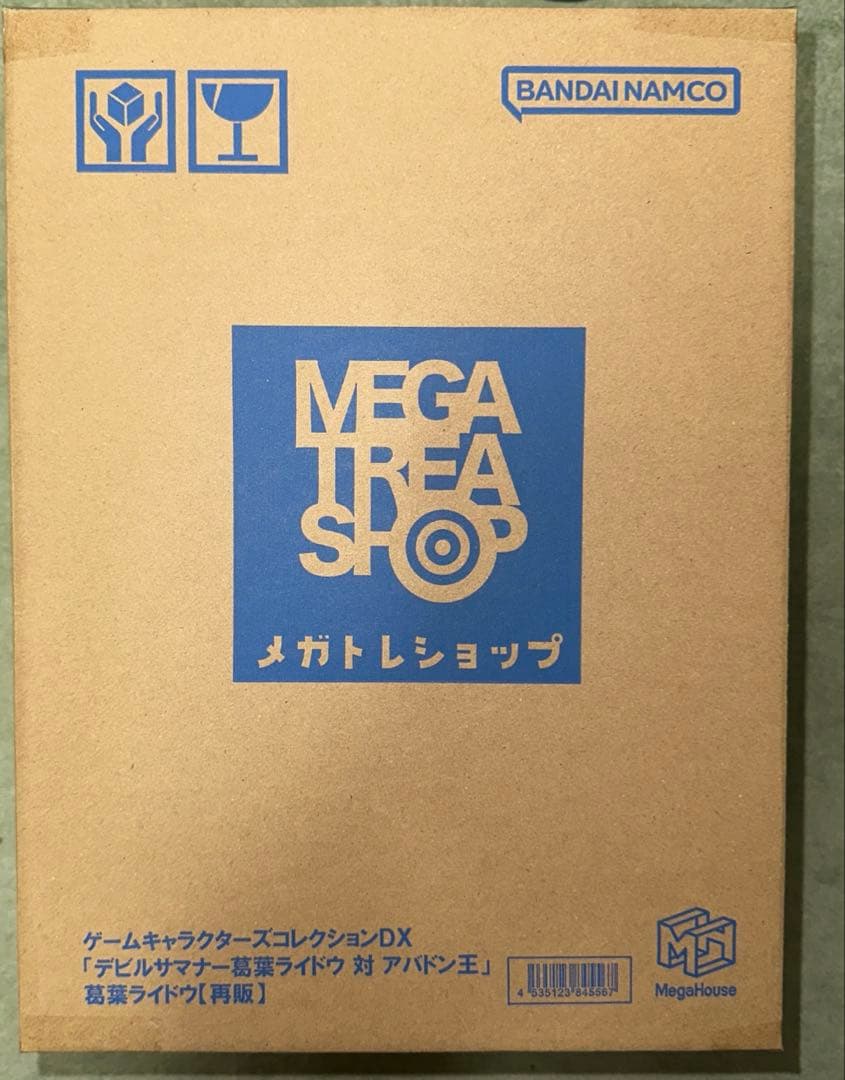 BANDAI NAMCO
MEGA
TREA
SHOP
メガトレショップ
ゲームキャラクターズコレクションDX
「デビルサマナー葛葉ライドウ 対 アバドン王」
葛葉ライドウ【再販】
4 535123 845567
MegaHouse